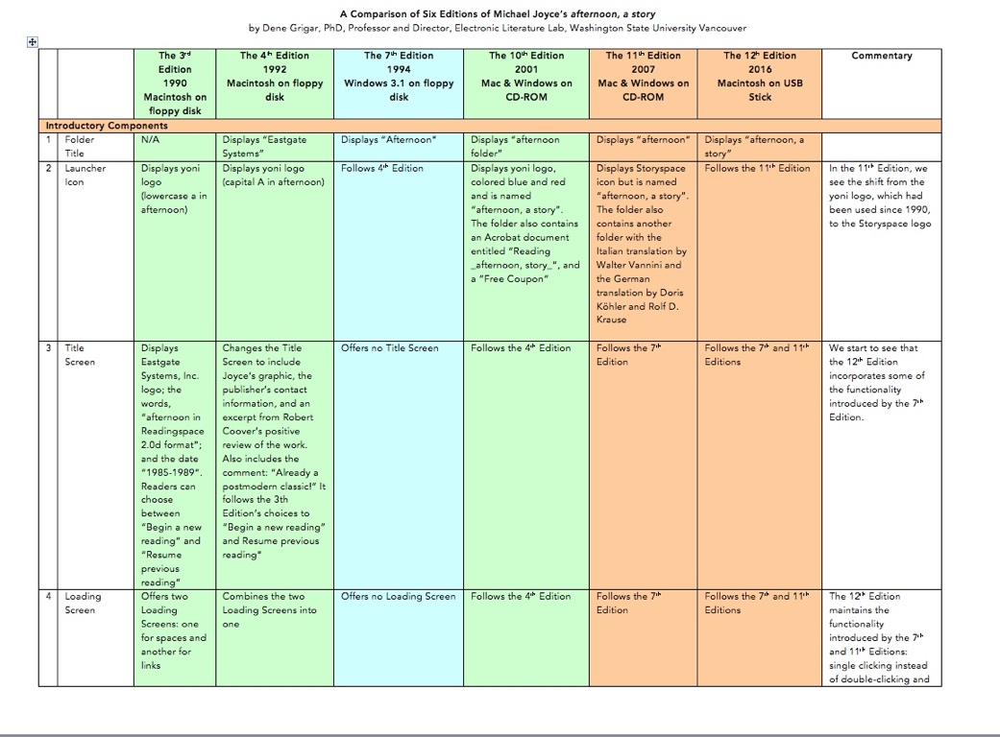 A Comparison of Six Editions of Michael Joyce's afternoon, a story
by Dene Grigar, PhD, Professor and Director, Electronic Literature Lab, Washington State University Vancouver
The 3rd
Edition
1990
Macintosh on
floppy disk
The 4th Edition
1992
Macintosh on floppy
disk
The 7th Edition
1994
Windows 3.1 on floppy
disk
The 10th Edition
2001
Mac & Windows on
CD-ROM
The 11th Edition
2007
Mac & Windows on
CD-ROM
The 12th Edition
2016
Macintosh on USB
Stick
Commentary
Introductory Components
1
Folder
Title
N/A
Displays "Eastgate
Systems"
Displays "Afternoon"
Displays "afternoon
folder"
Displays "afternoon"
Displays "afternoon, a
story"
2
Launcher
Icon
Displays yoni
logo
(lowercase a in
afternoon)
Displays yoni logo
(capital A in afternoon)
Follows 4th Edition
Displays yoni logo,
colored blue and red
and is named
"afternoon, a story".
The folder also contains
an Acrobat document
entitled "Reading
_afternoon, story_", and
a "Free Coupon"
Displays Storyspace
icon but is named
"afternoon, a story".
The folder also
contains another
folder with the
Italian translation by
Walter Vannini and
the German
translation by Doris
Köhler and Rolf D.
Krause
Follows the 11th Edition
In the 11th Edition, we
see the shift from the
yoni logo, which had
been used since 1990,
to the Storyspace logo
3
Title
Screen
Displays
Eastgate
Systems, Inc.
logo; the
words,
"afternoon in
Readingspace
2.0d format";
and the date
"1985-1989".
Readers can
choose
between
"Begin a new
reading" and
"Resume
previous
reading"
Changes the Title
Screen to include
Joyce's graphic, the
publisher's contact
information, and an
excerpt from Robert
Coover's positive
review of the work.
Also includes the
comment: "Already a
postmodern classic!" It
follows the 3th
Edition's choices to
"Begin a new reading"
and Resume previous
reading"
Offers no Title Screen
Follows the 4th Edition
Follows the 7th
Edition
Follows the 7th and 11th
Editions
We start to see that
the 12th Edition
incorporates some of
the functionality
introduced by the 7th
Edition.
4
Loading
Screen
Offers two
Loading
Screens: one
for spaces and
another for
links
Combines the two
Loading Screens into
one
Offers no Loading Screen
Follows the 4th Edition
Follows the 7th
Edition
Follows the 7th and 11th
Editions
The 12th Edition
maintains the
functionality
introduced by the 7th
and 11th Editions:
single clicking instead
of double-clicking and